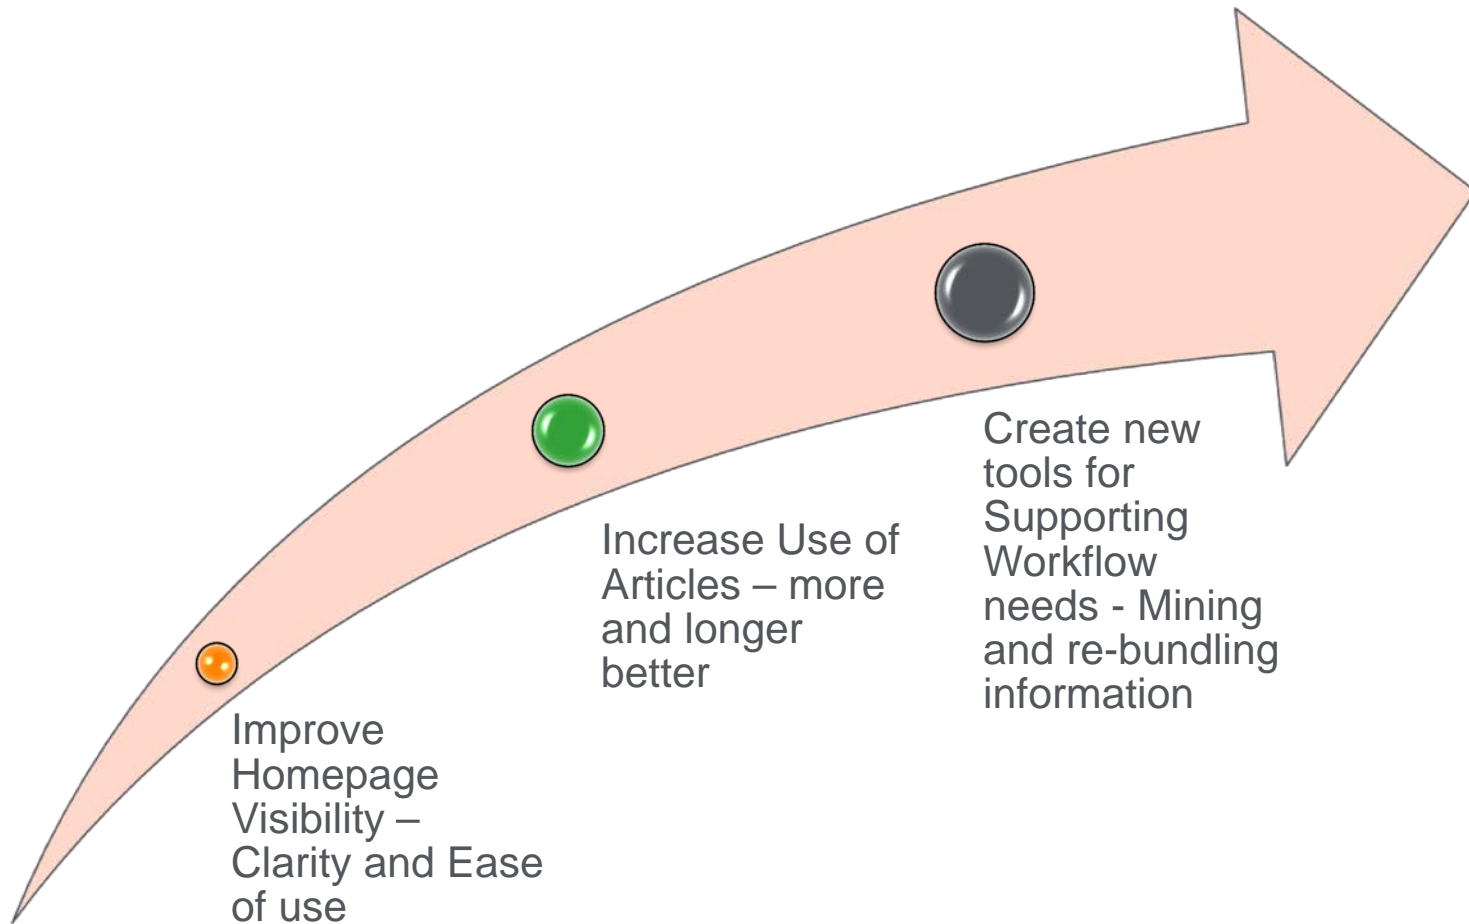 Improve
Homepage
Visibility –
Clarity and Ease
of use
Increase Use of
Articles – more
and longer
better
Create new
tools for
Supporting
Workflow
needs - Mining
and re-bundling
information